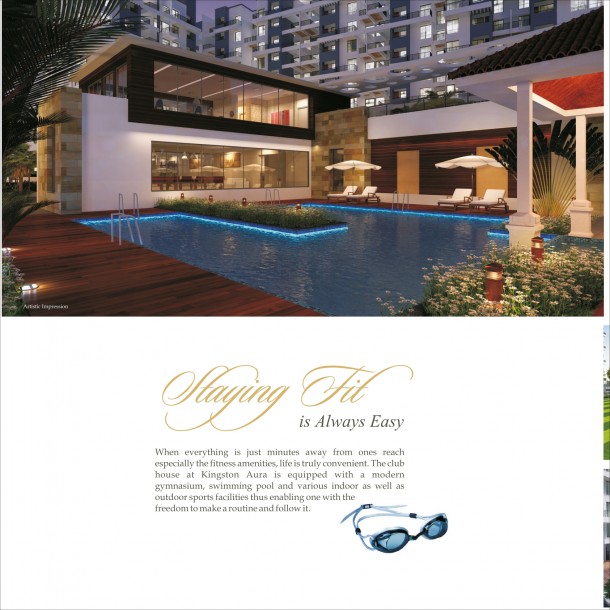 Artistic Impression
Staying Fit
is Always Easy
When everything is just minutes away from ones reach
especially the fitness amenities, life is truly convenient. The club
house at Kingston Aura is equipped with a modern
gymnasium, swimming pool and various indoor as well as
outdoor sports facilities thus enabling one with the
freedom to make a routine and follow it.